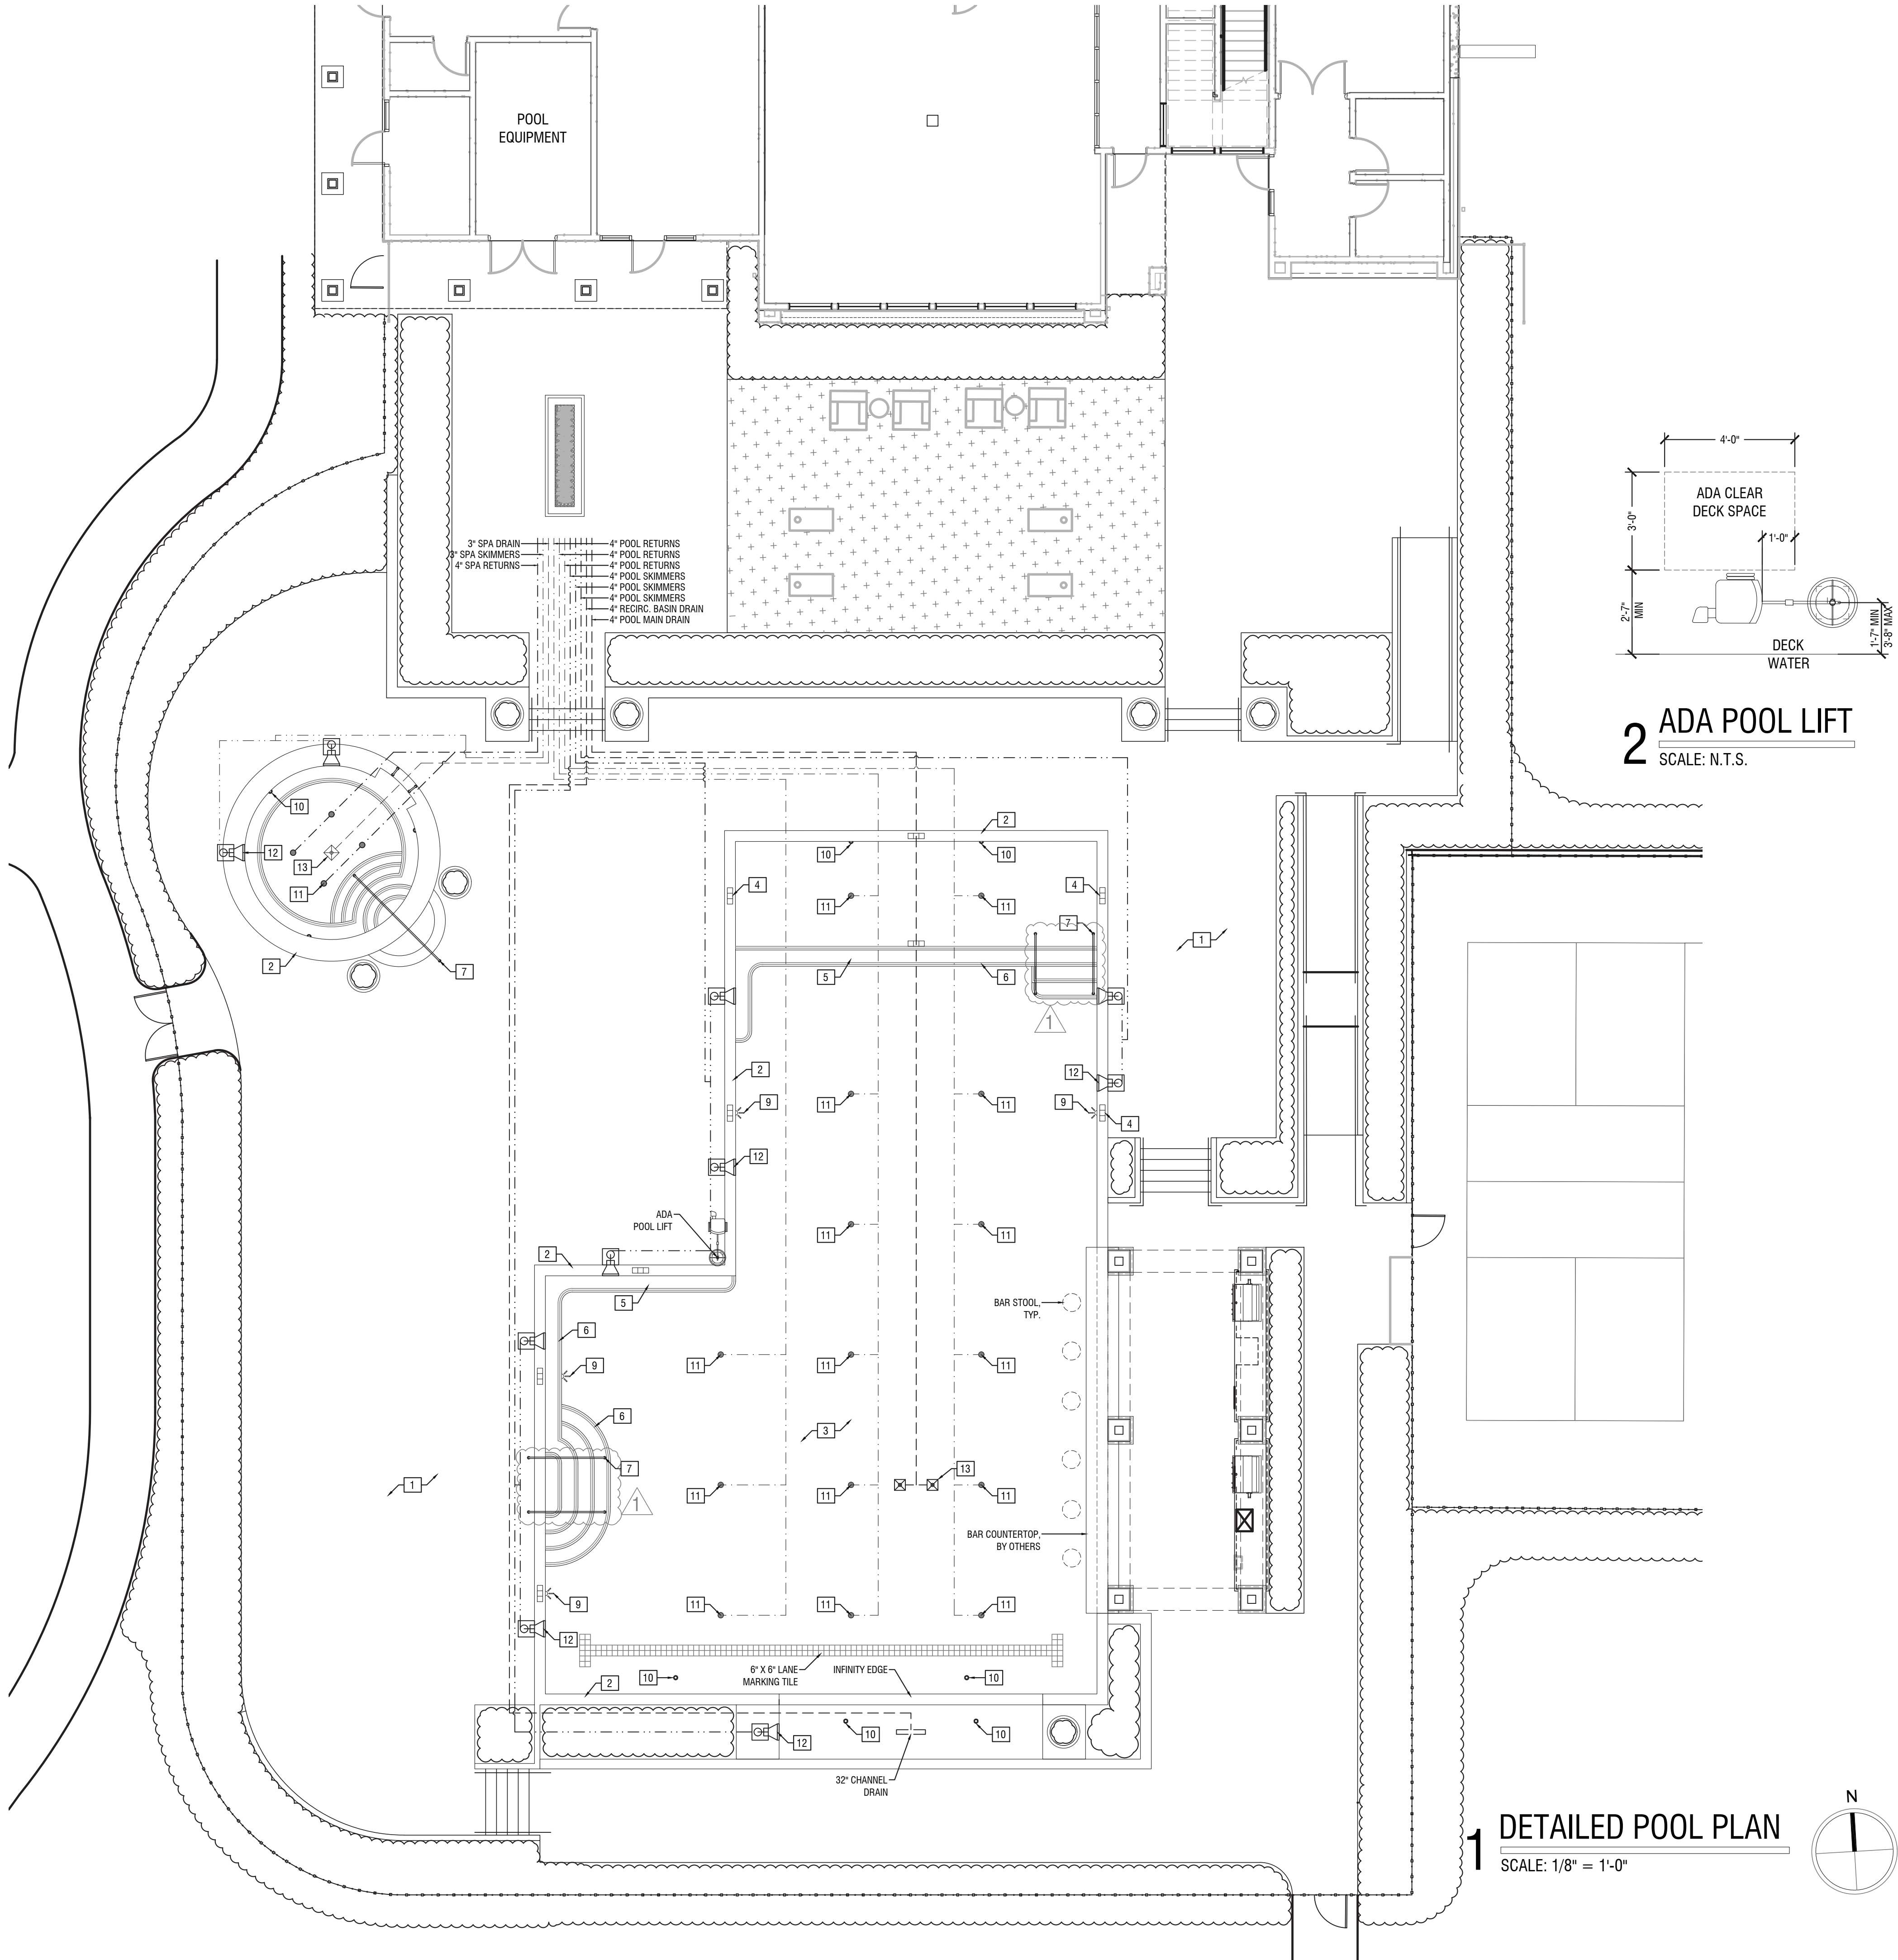 POOL
EQUIPMENT
4'-0"
ADA CLEAR
DECK SPACE
3'-0"
1'-0"
2'-7"
MIN
1'-7" MIN
3'-8" MAX
DECK
WATER
2 ADA POOL LIFT
SCALE: N.T.S.
3" SPA DRAIN
3" SPA SKIMMERS
4" SPA RETURNS
4" POOL RETURNS
4" POOL RETURNS
4" POOL RETURNS
4" POOL SKIMMERS
4" POOL SKIMMERS
4" POOL SKIMMERS
4" RECIRC. BASIN DRAIN
4" POOL MAIN DRAIN
10
12
13
11
2
7
2
10
10
4
4
11
11
7
1
5
6
1
2
12
9
9
4
11
11
12
ADA
POOL LIFT
11
11
2
5
BAR STOOL,
TYP.
6
9
11
11
11
6
3
7
13
1
1
11
11
11
BAR COUNTERTOP,
BY OTHERS
9
11
11
11
12
10
6" X 6" LANE
MARKING TILE
INFINITY EDGE
10
2
10
10
12
32" CHANNEL
DRAIN
1 DETAILED POOL PLAN
SCALE: 1/8" = 1'-0"
N